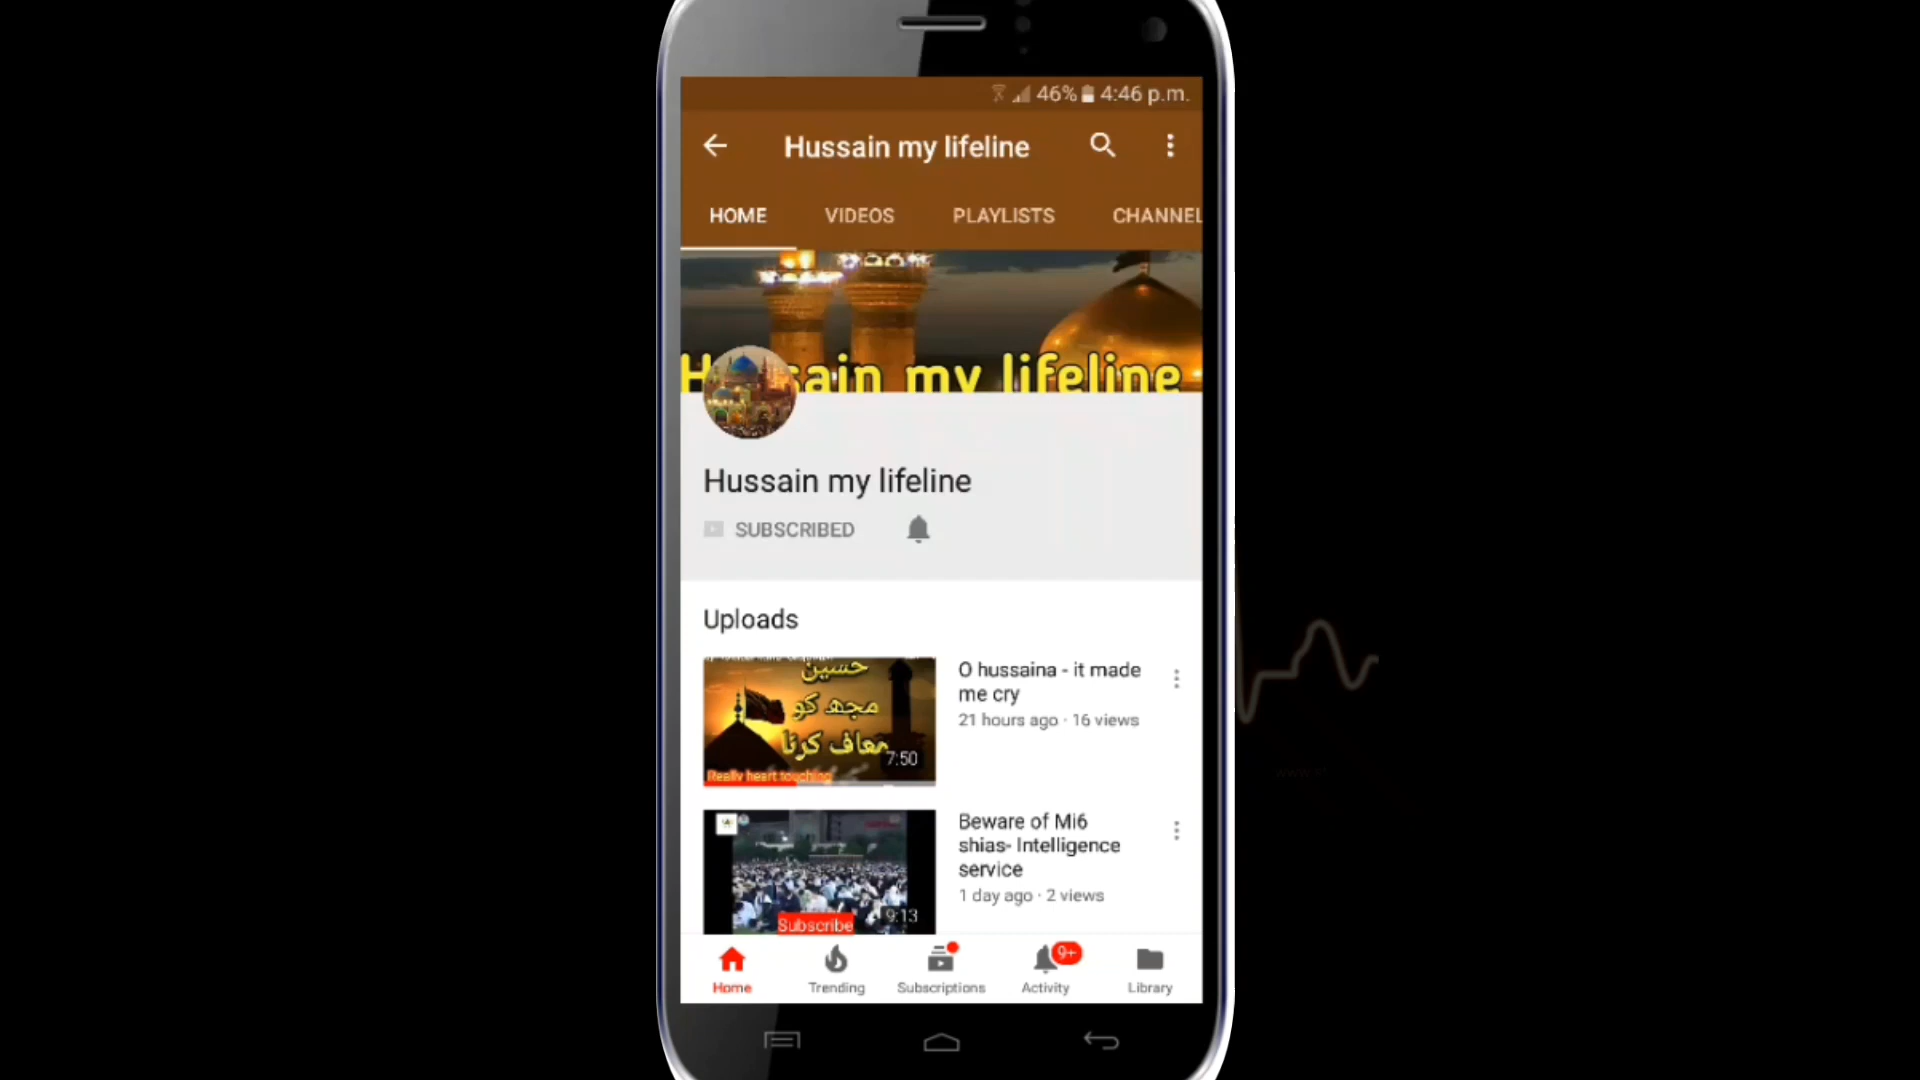 46% 4:46 p.m.
Hussain my lifeline
HOME VIDEOS PLAYLISTS CHANNEL
sain my lifeline
Hussain my lifeline
SUBSCRIBED
Uploads
حسین
مجھ کو
معاف کرنا
7:50
Really heart touching
O hussaina - it made
me cry
21 hours ago · 16 views
Beware of Mi6
shias- Intelligence
service
1 day ago · 2 views
9:13
Subscribe
9+
Home Trending Subscriptions Activity Library